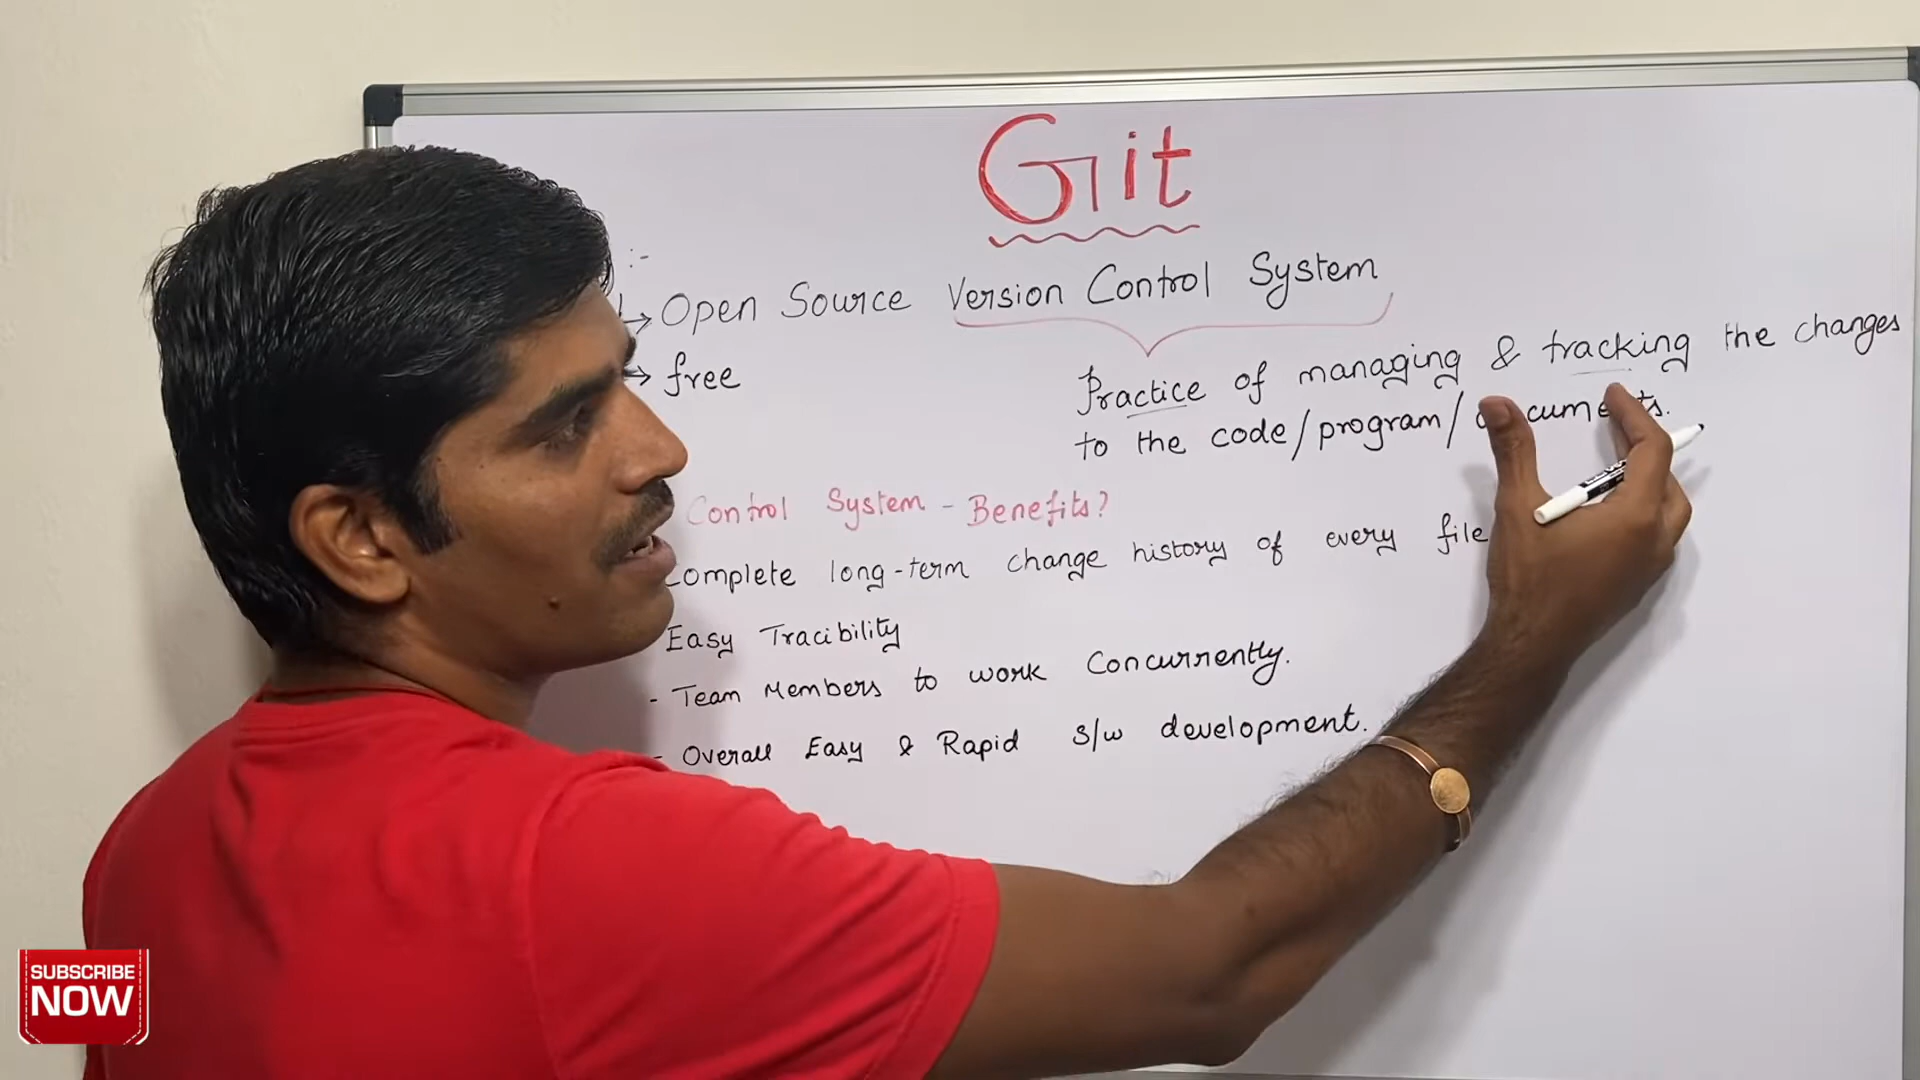 Git
:-
→ Open Source Version Control System
→ free
Practice of managing & tracking the changes
to the code/program/documents.
Control System - Benefits?
Complete long-term change history of every file
Easy Tracibility
- Team Members to work Concurrently.
- Overall Easy & Rapid s/w development.
SUBSCRIBE
NOW